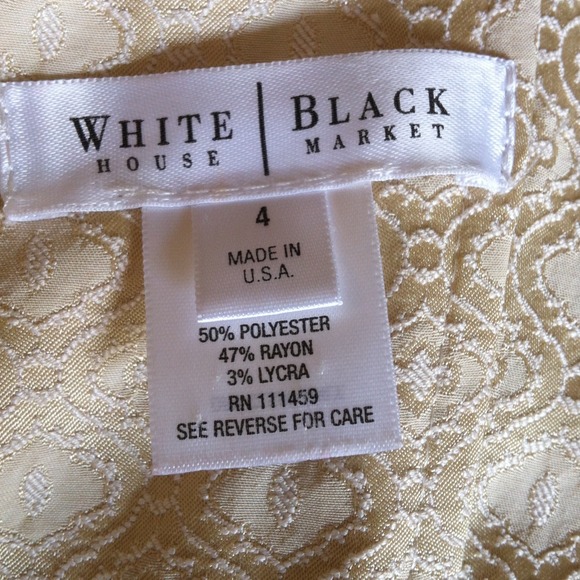 WHITE | BLACK
HOUSE MARKET
4
MADE IN
U.S.A.
50% POLYESTER
47% RAYON
3% LYCRA
RN 111459
SEE REVERSE FOR CARE